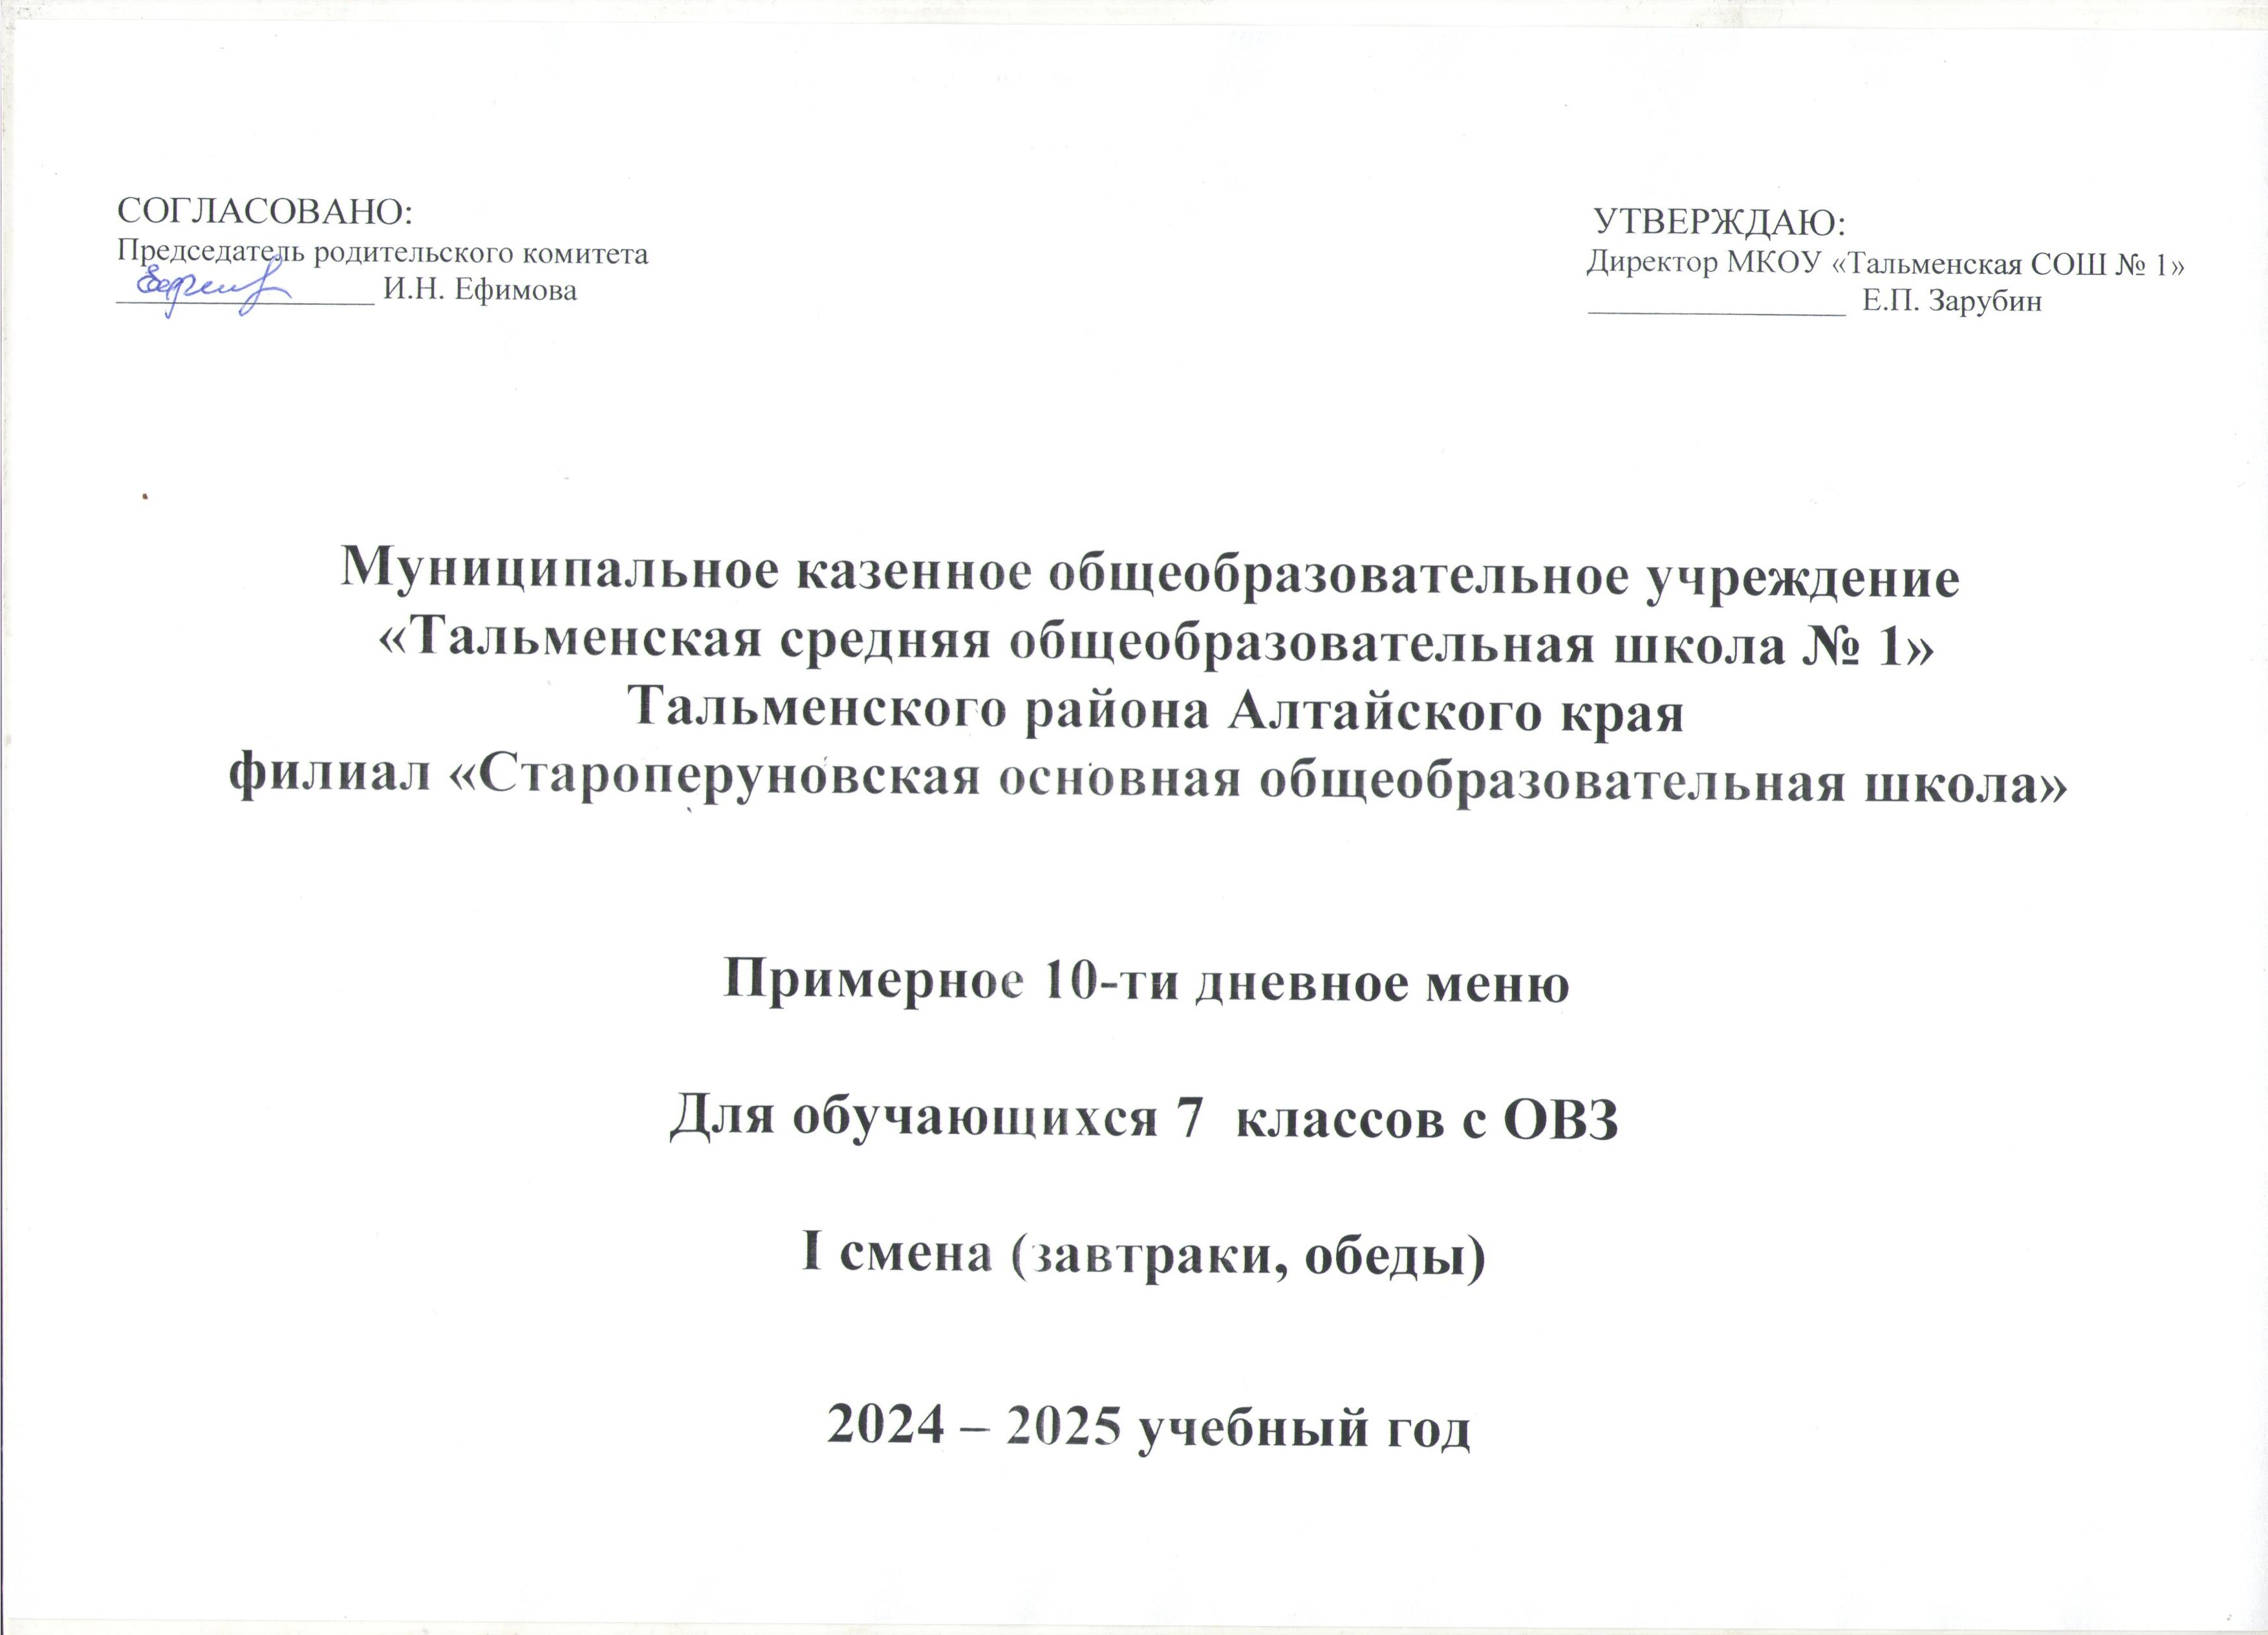 СОГЛАСОВАНО:
Председатель родительского комитета
________________ И.Н. Ефимова
УТВЕРЖДАЮ:
Директор МКОУ «Тальменская СОШ № 1»
________________ Е.П. Зарубин
Муниципальное казенное общеобразовательное учреждение
«Тальменская средняя общеобразовательная школа № 1»
Тальменского района Алтайского края
филиал «Староперуновская основная общеобразовательная школа»
Примерное 10-ти дневное меню
Для обучающихся 7 классов с ОВЗ
I смена (завтраки, обеды)
2024 – 2025 учебный год